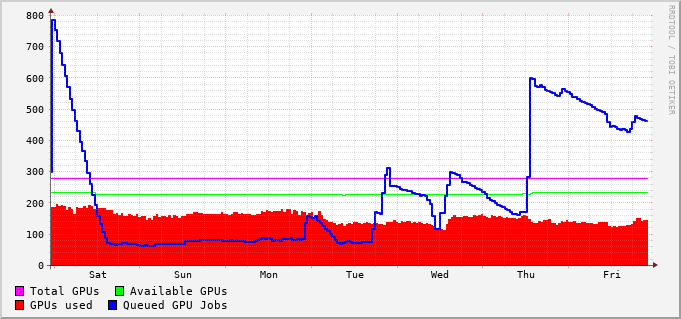 800
700
600
500
400
300
200
100
0
Sat Sun Mon Tue Wed Thu Fri
Total GPUs Available GPUs
GPUs used Queued GPU Jobs
RRDTOOL / TOBI OETIKER